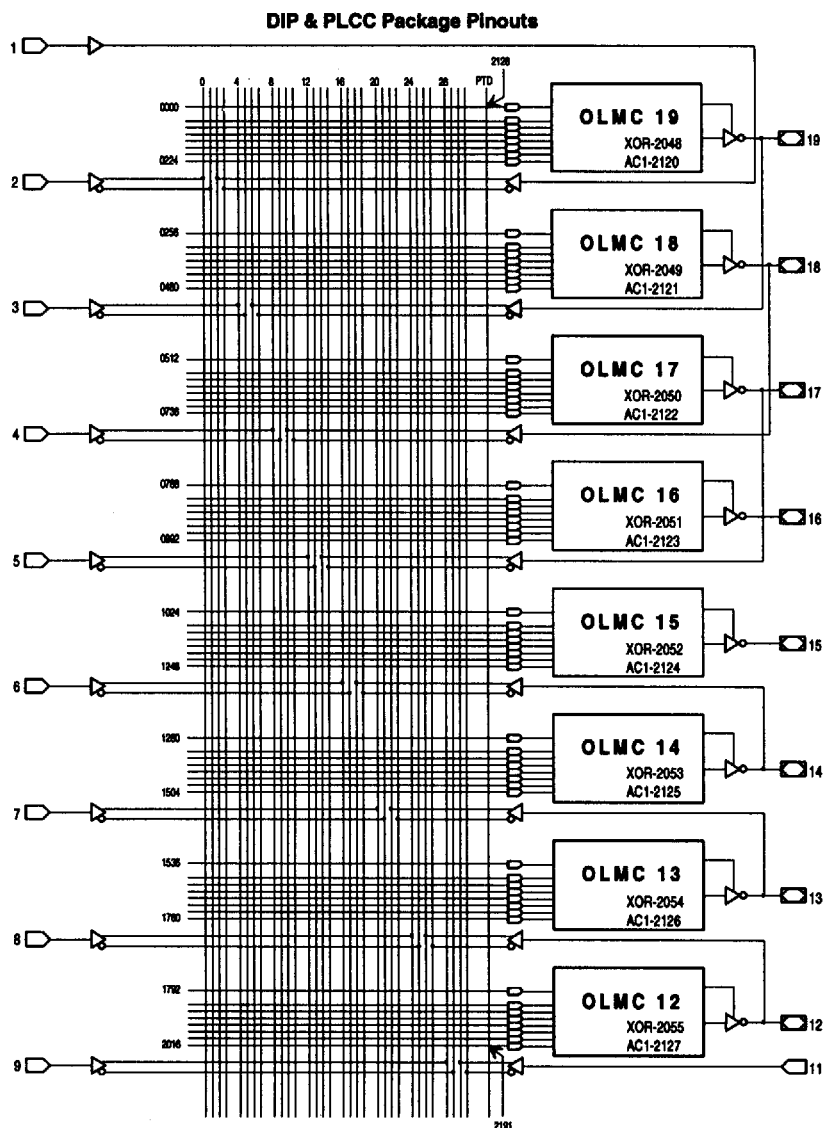 DIP & PLCC Package Pinouts
1
2128
0 4 8 12 16 20 24 28 PTD
0000
OLMC 19
XOR-2048
AC1-2120
19
0224
2
0256
OLMC 18
XOR-2049
AC1-2121
18
0480
3
0512
OLMC 17
XOR-2050
AC1-2122
17
0736
4
0768
OLMC 16
XOR-2051
AC1-2123
16
0992
5
1024
OLMC 15
XOR-2052
AC1-2124
15
1248
6
1280
OLMC 14
XOR-2053
AC1-2125
14
1504
7
1536
OLMC 13
XOR-2054
AC1-2126
13
1760
8
1792
OLMC 12
XOR-2055
AC1-2127
12
2016
9
11
2191